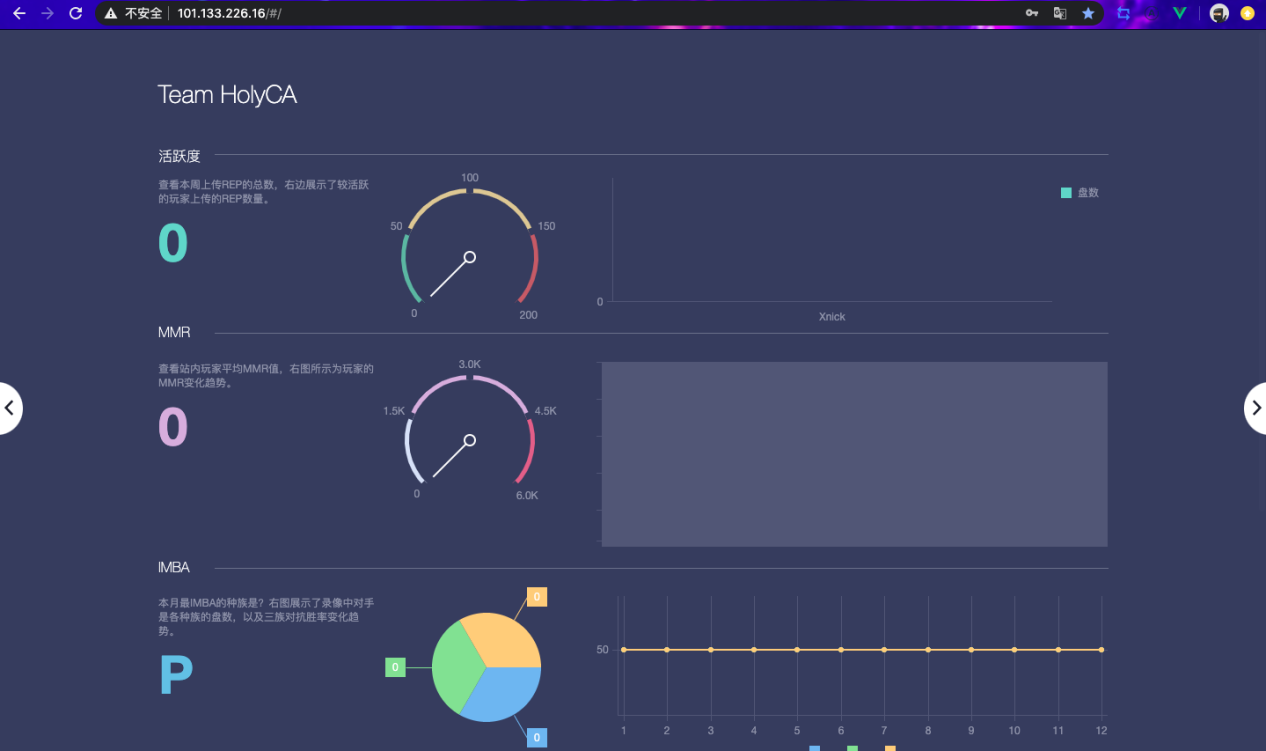 不安全
101.133.226.16/#/
Team HolyCA
活跃度
查看本周上传REP的总数，右边展示了较活跃
的玩家上传的REP数量。
0
100
50
150
0
200
盘数
0
Xnick
MMR
查看站内玩家平均MMR值，右图所示为玩家的
MMR变化趋势。
0
3.0K
1.5K
4.5K
0
6.0K
IMBA
本月最IMBA的种族是？右图展示了录像中对手
是各种族的盘数，以及三族对抗胜率变化趋
势。
P
0
0
0
50
1 2 3 4 5 6 7 8 9 10 11 12